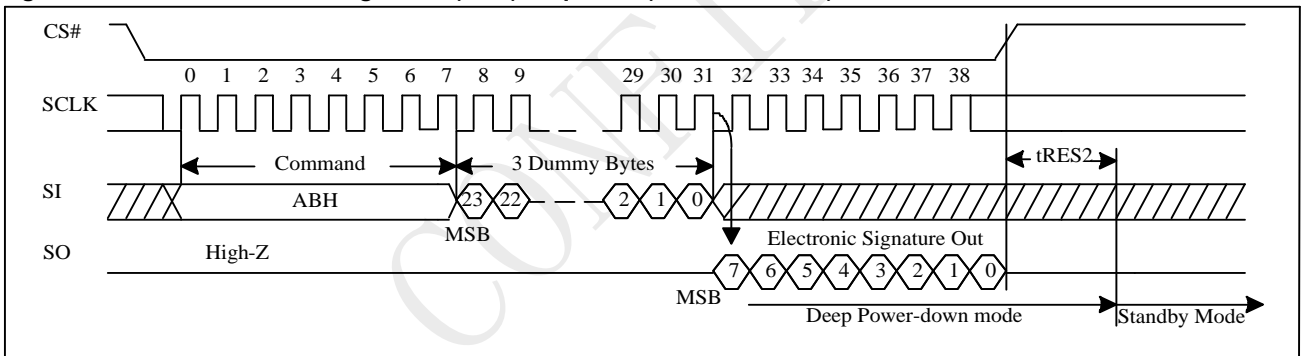 CS#
0 1 2 3 4 5 6 7 8 9 29 30 31 32 33 34 35 36 37 38
SCLK
Command 3 Dummy Bytes tRES2
SI ABH 23 22 2 1 0
MSB
SO High-Z Electronic Signature Out
7 6 5 4 3 2 1 0
MSB
Deep Power-down mode Standby Mode